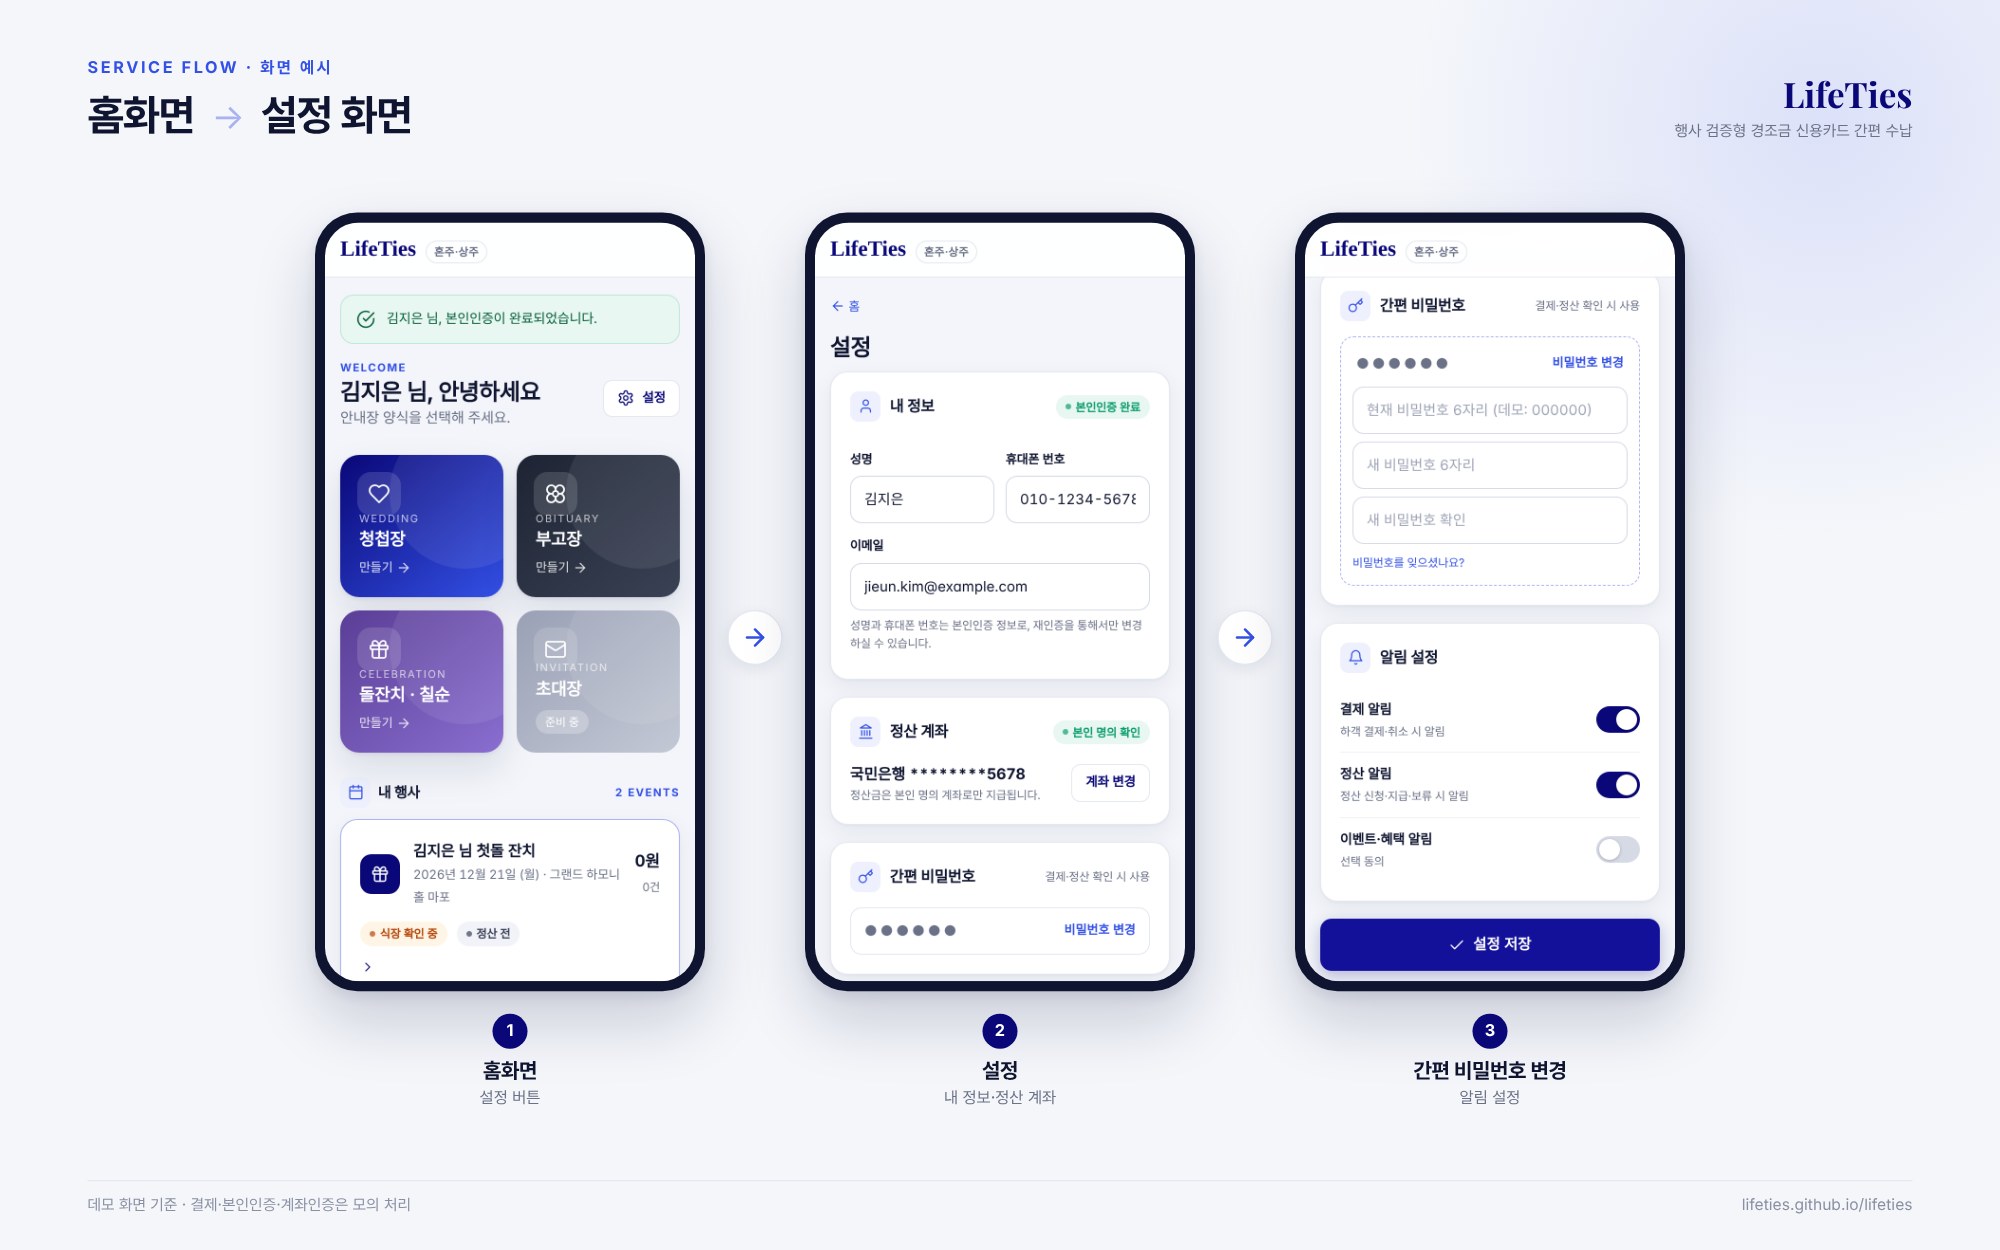 SERVICE FLOW · 화면 예시
홈화면 → 설정 화면
LifeTies
행사 검증형 경조금 신용카드 간편 수납
LifeTies 혼주·상주
김지은 님, 본인인증이 완료되었습니다.
WELCOME
김지은 님, 안녕하세요
안내장 양식을 선택해 주세요.
설정
WEDDING
청첩장
만들기 →
OBITUARY
부고장
만들기 →
CELEBRATION
돌잔치 · 칠순
만들기 →
INVITATION
초대장
준비 중
내 행사
2 EVENTS
김지은 님 첫돌 잔치
2026년 12월 21일 (월) · 그랜드 하모니
홀 마포
0원
0건
식장 확인 중
정산 전
1
홈화면
설정 버튼
LifeTies 혼주·상주
← 홈
설정
내 정보
본인인증 완료
성명
김지은
휴대폰 번호
010-1234-5678
이메일
jieun.kim@example.com
성명과 휴대폰 번호는 본인인증 정보로, 재인증을 통해서만 변경
하실 수 있습니다.
정산 계좌
본인 명의 확인
국민은행 ********5678
정산금은 본인 명의 계좌로만 지급됩니다.
계좌 변경
간편 비밀번호
결제·정산 확인 시 사용
●●●●●●
비밀번호 변경
2
설정
내 정보·정산 계좌
LifeTies 혼주·상주
간편 비밀번호
결제·정산 확인 시 사용
●●●●●●
비밀번호 변경
현재 비밀번호 6자리 (데모: 000000)
새 비밀번호 6자리
새 비밀번호 확인
비밀번호를 잊으셨나요?
알림 설정
결제 알림
하객 결제·취소 시 알림
정산 알림
정산 신청·지급·보류 시 알림
이벤트·혜택 알림
선택 동의
설정 저장
3
간편 비밀번호 변경
알림 설정
데모 화면 기준 · 결제·본인인증·계좌인증은 모의 처리
lifeties.github.io/lifeties